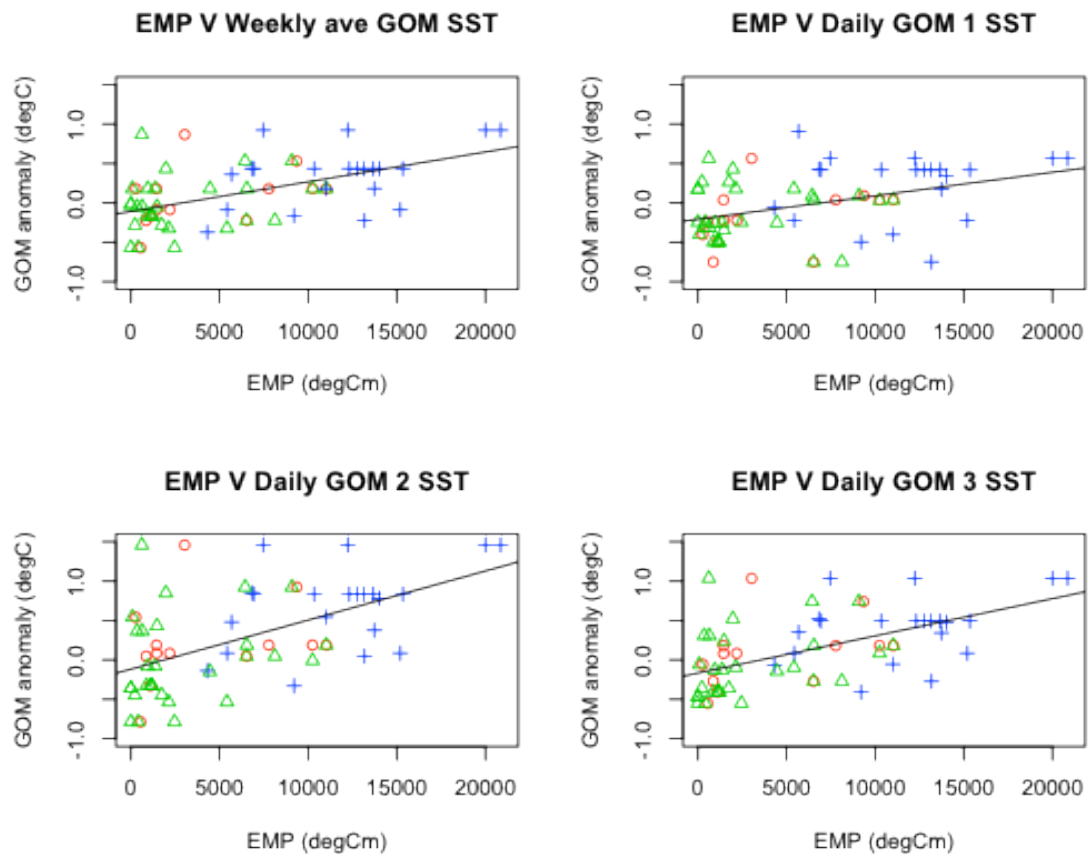 EMP V Weekly ave GOM SST
GOM anomaly (degC)
1.0
0.0
-1.0
0 5000 10000 15000 20000
EMP (degCm)
EMP V Daily GOM 1 SST
GOM anomaly (degC)
1.0
0.0
-1.0
0 5000 10000 15000 20000
EMP (degCm)
EMP V Daily GOM 2 SST
GOM anomaly (degC)
1.0
0.0
-1.0
0 5000 10000 15000 20000
EMP (degCm)
EMP V Daily GOM 3 SST
GOM anomaly (degC)
1.0
0.0
-1.0
0 5000 10000 15000 20000
EMP (degCm)